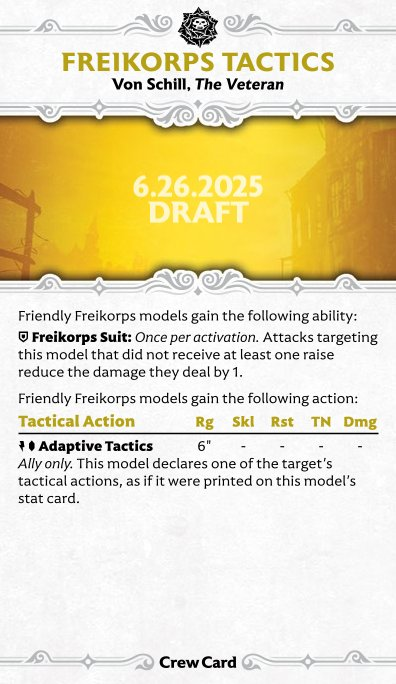 FREIKORPS TACTICS
Von Schill, The Veteran
6.26.2025
DRAFT
Friendly Freikorps models gain the following ability:
Freikorps Suit: Once per activation. Attacks targeting
this model that did not receive at least one raise
reduce the damage they deal by 1.
Friendly Freikorps models gain the following action:
Tactical Action Rg Skl Rst TN Dmg
Adaptive Tactics 6" - - - -
Ally only. This model declares one of the target's
tactical actions, as if it were printed on this model's
stat card.
Crew Card